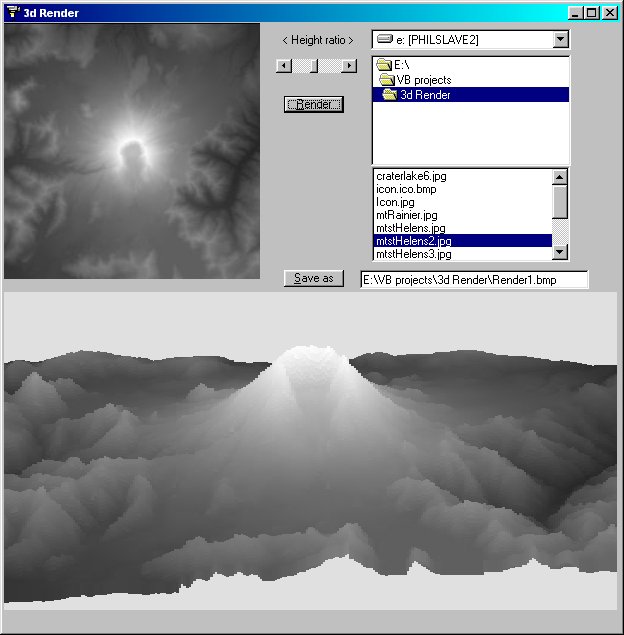 3d Render
< Height ratio >
e: [PHILSLAVE2]
E:\
VB projects
3d Render
Render
craterlake6.jpg
icon.ico.bmp
Icon.jpg
mtRainier.jpg
mtstHelens.jpg
mtstHelens2.jpg
mtstHelens3.jpg
Save as
E:\VB projects\3d Render\Render1.bmp